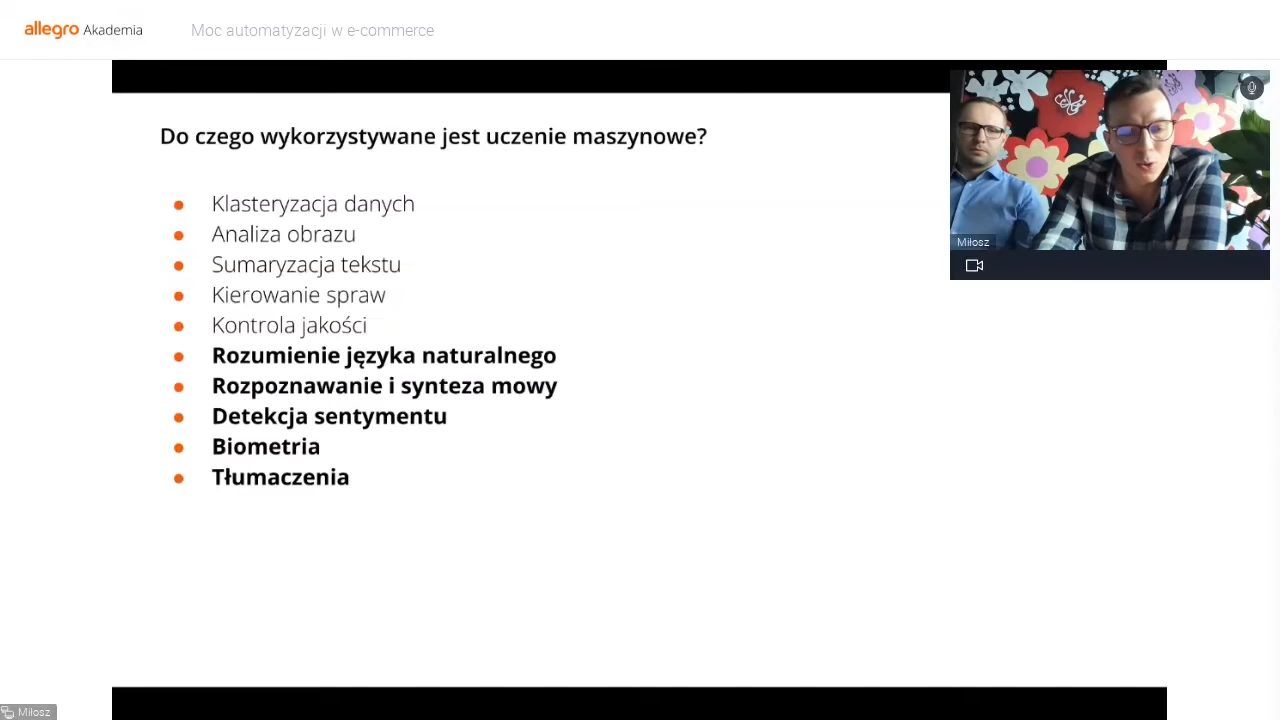 allegro Akademia
Moc automatyzacji w e-commerce
Do czego wykorzystywane jest uczenie maszynowe?
Klasteryzacja danych
Analiza obrazu
Sumaryzacja tekstu
Kierowanie spraw
Kontrola jakości
Rozumienie języka naturalnego
Rozpoznawanie i synteza mowy
Detekcja sentymentu
Biometria
Tłumaczenia
Miłosz
Miłosz